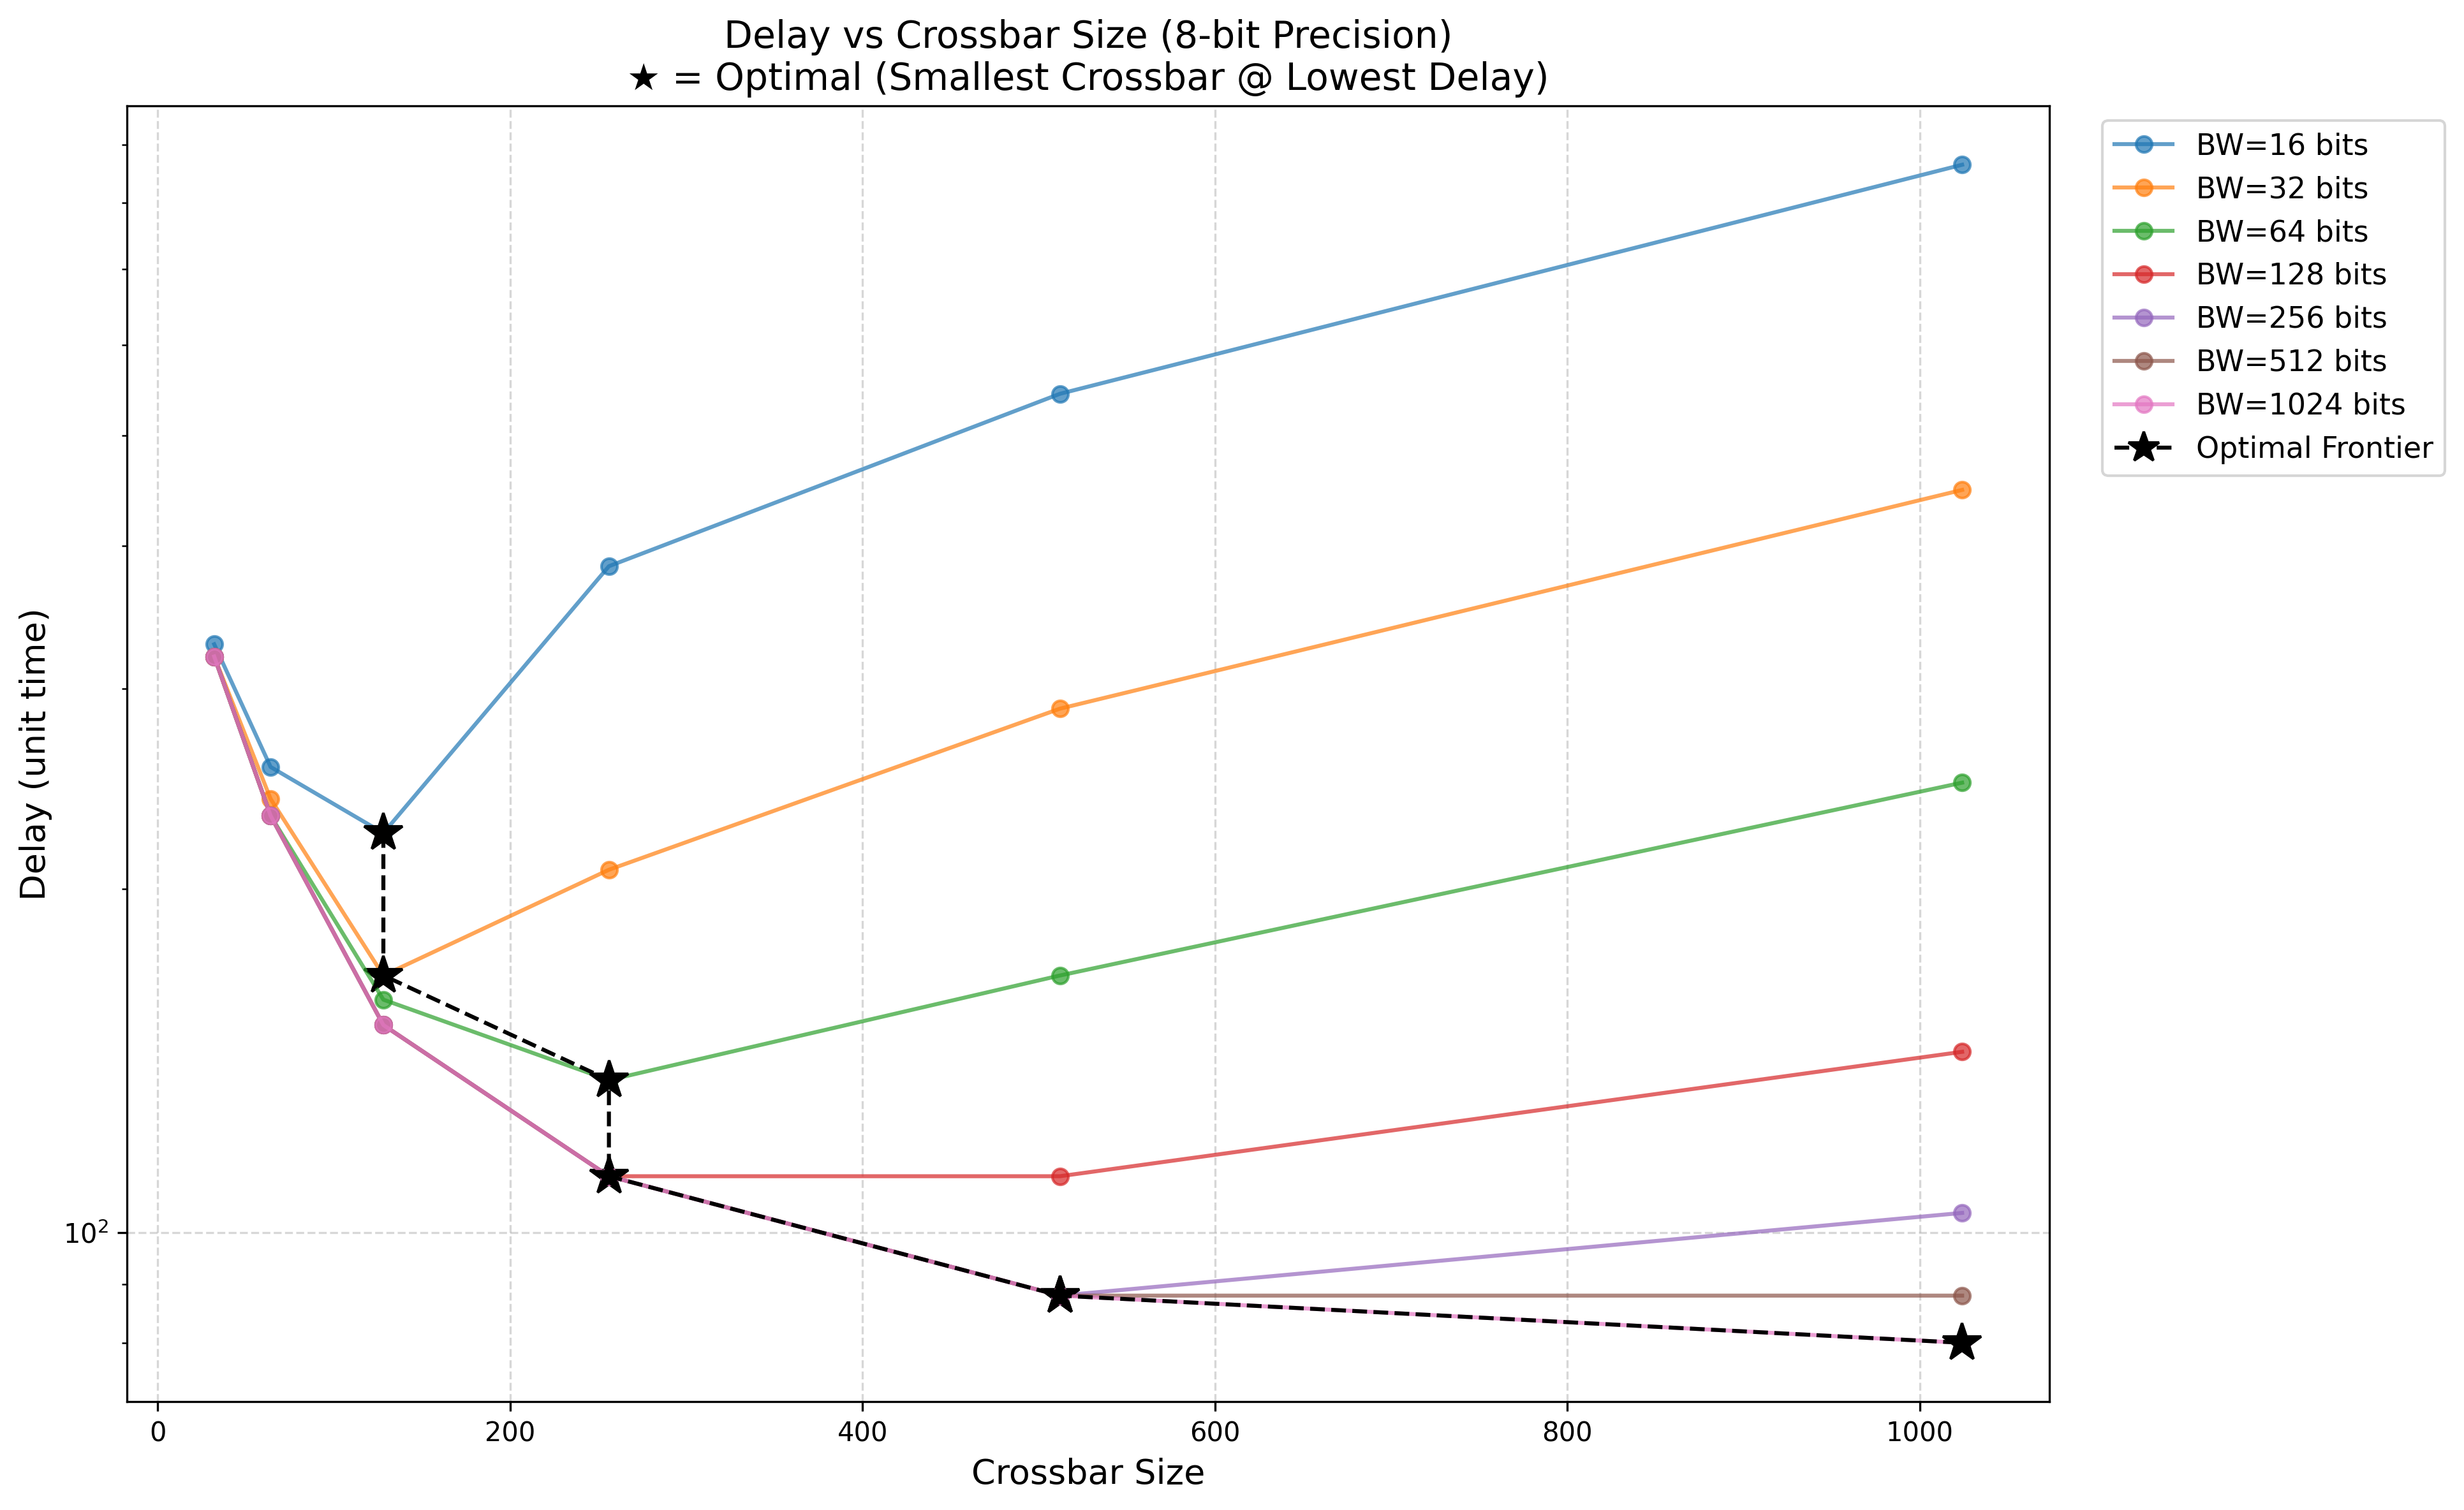 Delay vs Crossbar Size (8-bit Precision)
★ = Optimal (Smallest Crossbar @ Lowest Delay)
BW=16 bits
BW=32 bits
BW=64 bits
BW=128 bits
BW=256 bits
BW=512 bits
BW=1024 bits
Optimal Frontier
Delay (unit time)
10²
0 200 400 600 800 1000
Crossbar Size